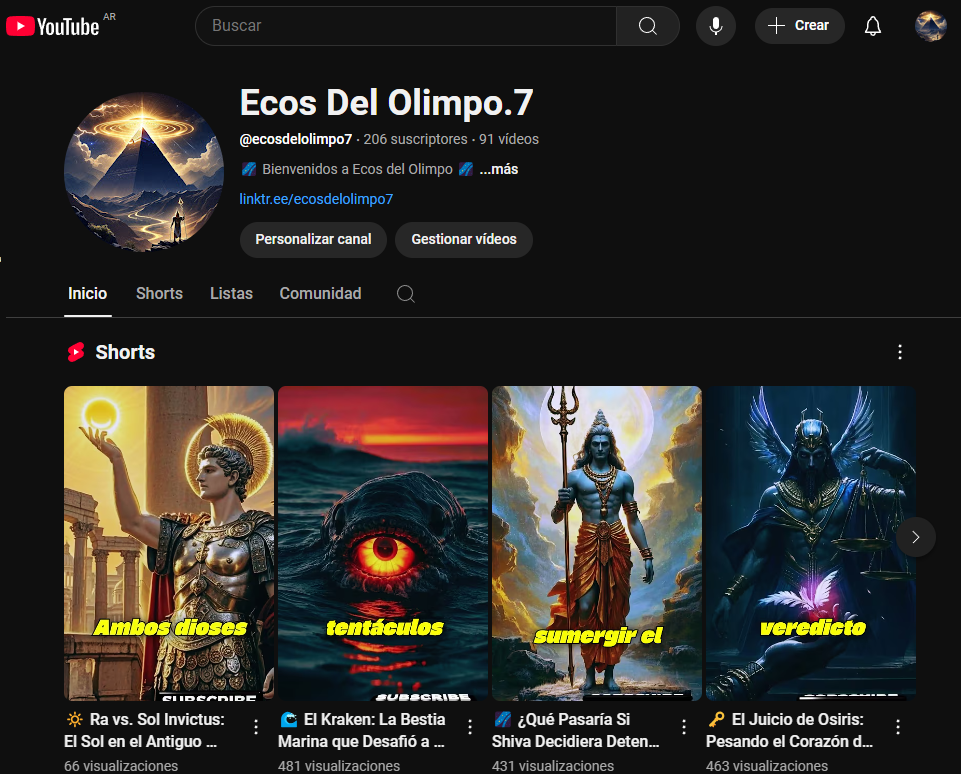 YouTube AR
Buscar
Crear
Ecos Del Olimpo.7
@ecosdelolimpo7 · 206 suscriptores · 91 vídeos
Bienvenidos a Ecos del Olimpo ...más
linktr.ee/ecosdelolimpo7
Personalizar canal
Gestionar vídeos
Inicio
Shorts
Listas
Comunidad
Shorts
Ambos dioses
SUBSCRIBE
tentáculos
SUBSCRIBE
sumergir el
veredicto
Ra vs. Sol Invictus:
El Sol en el Antiguo ...
66 visualizaciones
El Kraken: La Bestia
Marina que Desafió a ...
481 visualizaciones
¿Qué Pasaría Si
Shiva Decidiera Deten...
431 visualizaciones
El Juicio de Osiris:
Pesando el Corazón d...
463 visualizaciones